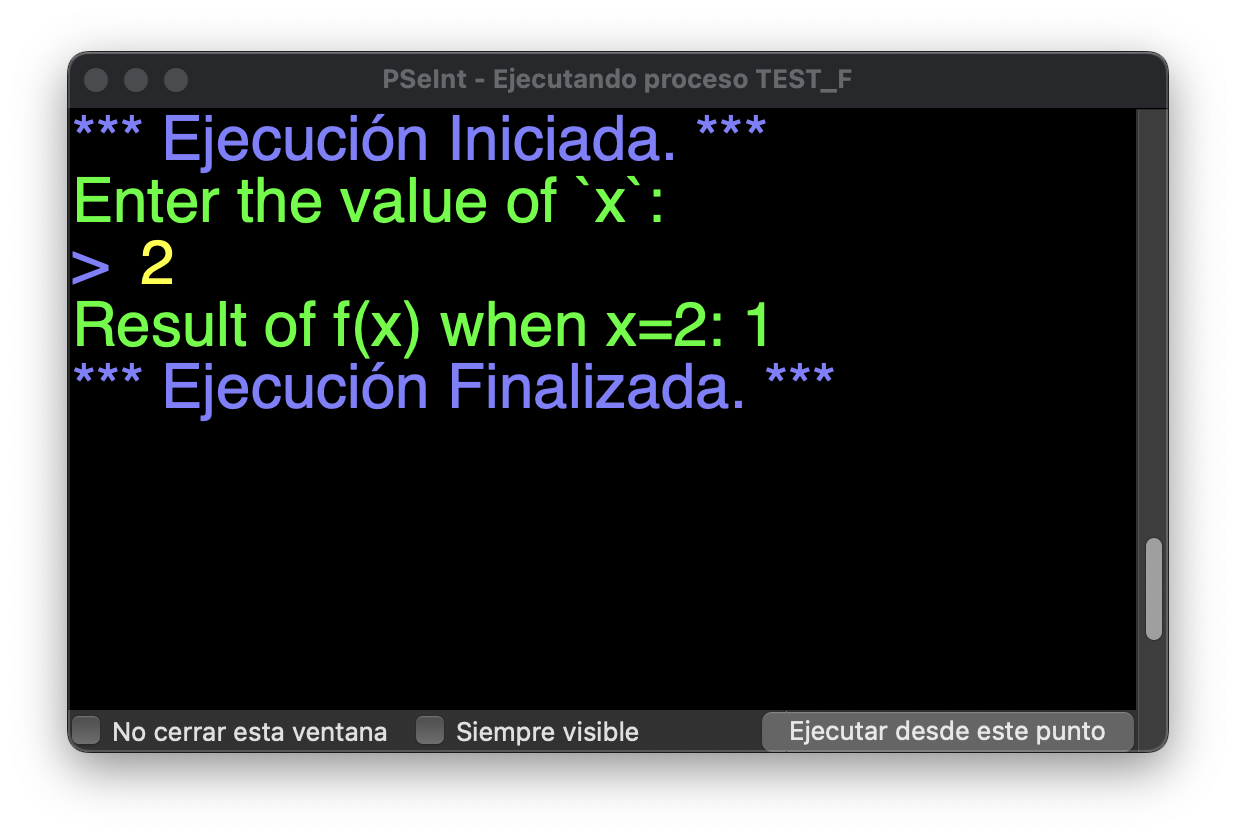 PSeInt - Ejecutando proceso TEST_F
*** Ejecución Iniciada. ***
Enter the value of `x`:
> 2
Result of f(x) when x=2: 1
*** Ejecución Finalizada. ***
No cerrar esta ventana Siempre visible Ejecutar desde este punto